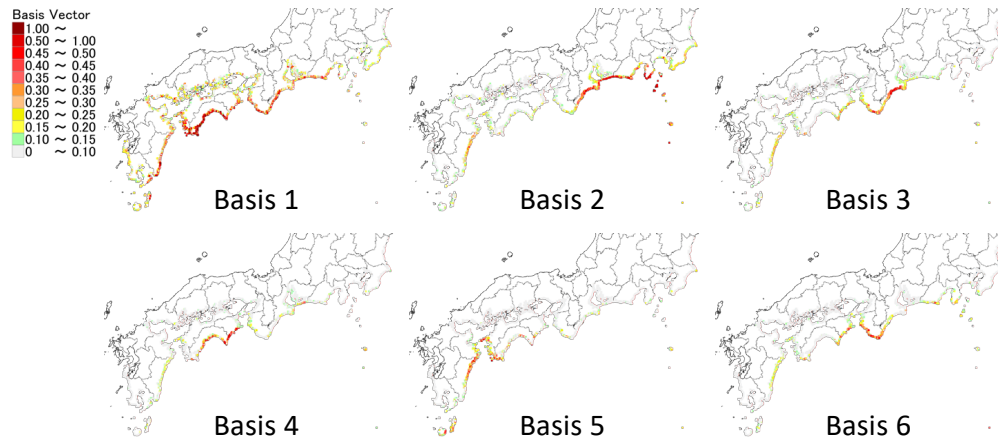 Basis Vector
1.00 ～
0.50 ～ 1.00
0.45 ～ 0.50
0.40 ～ 0.45
0.35 ～ 0.40
0.30 ～ 0.35
0.25 ～ 0.30
0.20 ～ 0.25
0.15 ～ 0.20
0.10 ～ 0.15
0 ～ 0.10
Basis 1
Basis 2
Basis 3
Basis 4
Basis 5
Basis 6